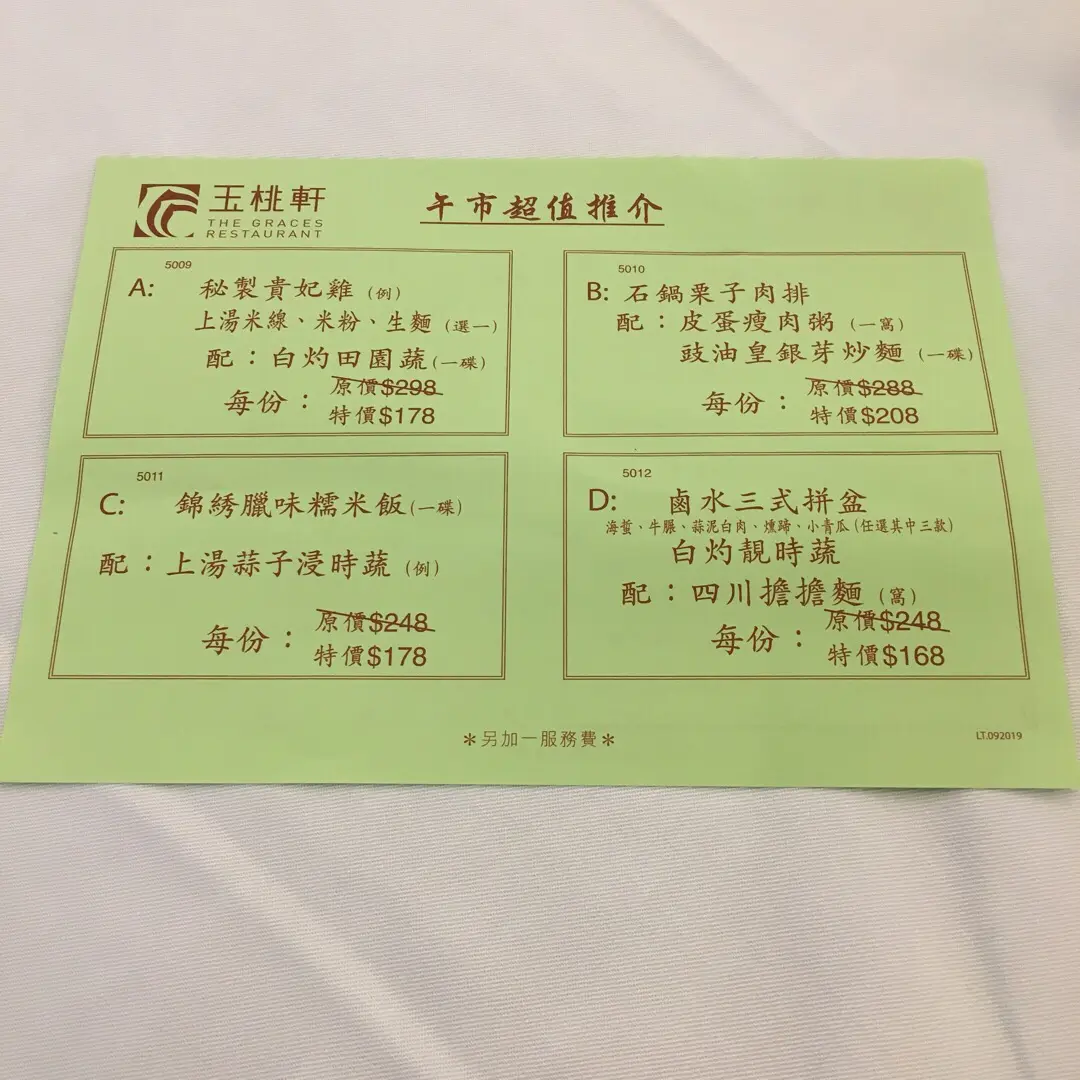 玉桃軒
THE GRACES
RESTAURANT
午市超值推介
5009
A: 秘製貴妃雞 (例)
上湯米線、米粉、生麵 (選一)
配：白灼田園蔬(一碟)
原價$298
每份：
特價$178
5010
B: 石鍋栗子肉排
配：皮蛋瘦肉粥 (一窩)
豉油皇銀芽炒麵 (一碟)
原價$288
每份：
特價$208
5011
C: 錦綉臘味糯米飯(一碟)
配：上湯蒜子浸時蔬 (例)
原價$248
每份：
特價$178
5012
D: 鹵水三式拼盆
海蜇、牛𦟌、蒜泥白肉、燻蹄、小青瓜(任選其中三款)
白灼靚時蔬
配：四川擔擔麵 (窩)
原價$248
每份：
特價$168
＊另加一服務費＊
LT.092019